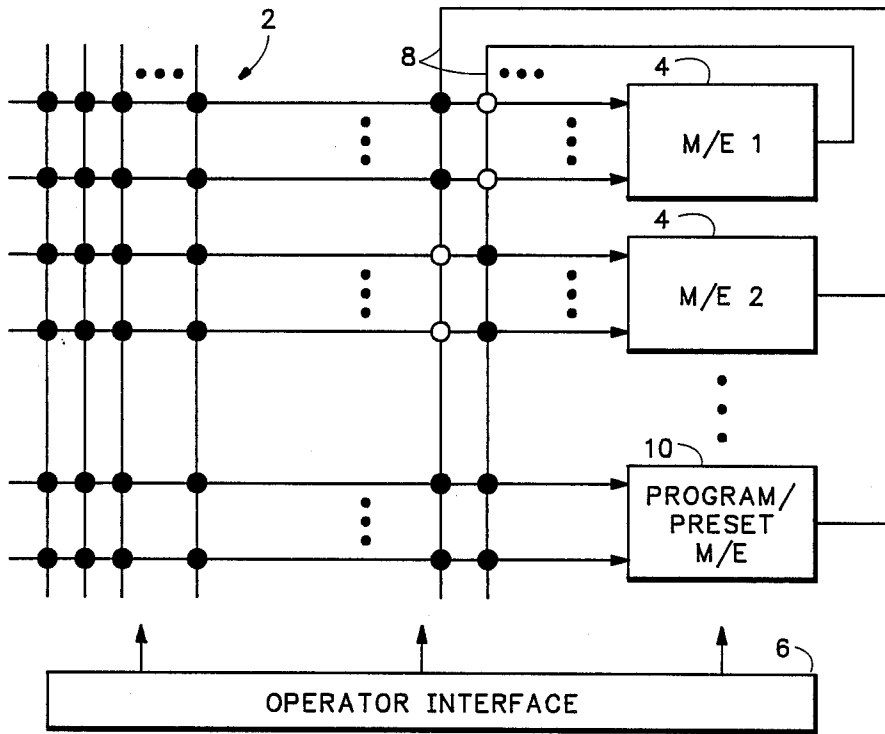 2
8
4
M/E 1
4
M/E 2
10
PROGRAM/
PRESET
M/E
6
OPERATOR INTERFACE